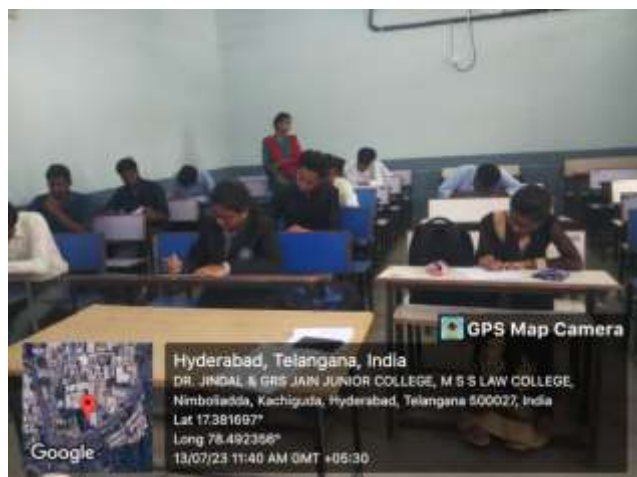 GPS Map Camera
Hyderabad, Telangana, India
DR. JINDAL & GRS JAIN JUNIOR COLLEGE, M S S LAW COLLEGE,
Nimboliadda, Kachiguda, Hyderabad, Telangana 500027, India
Lat 17.381697°
Long 78.492356°
13/07/23 11:40 AM GMT +05:30
Google